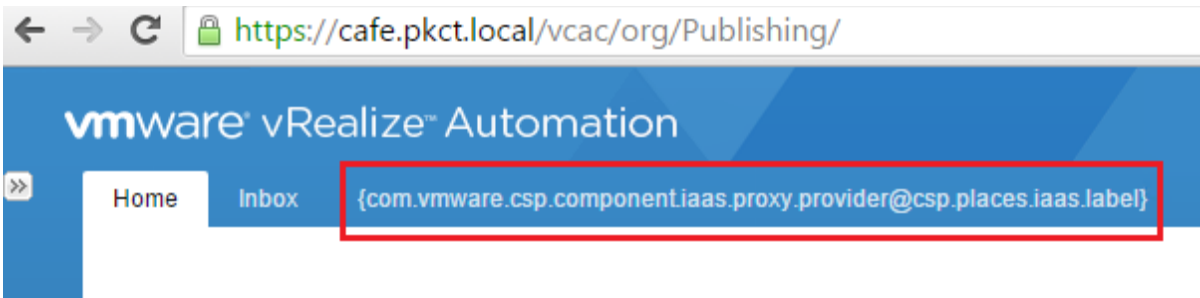 https://cafe.pkct.local/vcac/org/Publishing/
vmware® vRealize™ Automation
Home Inbox {com.vmware.csp.component.iaas.proxy.provider@csp.places.iaas.label}